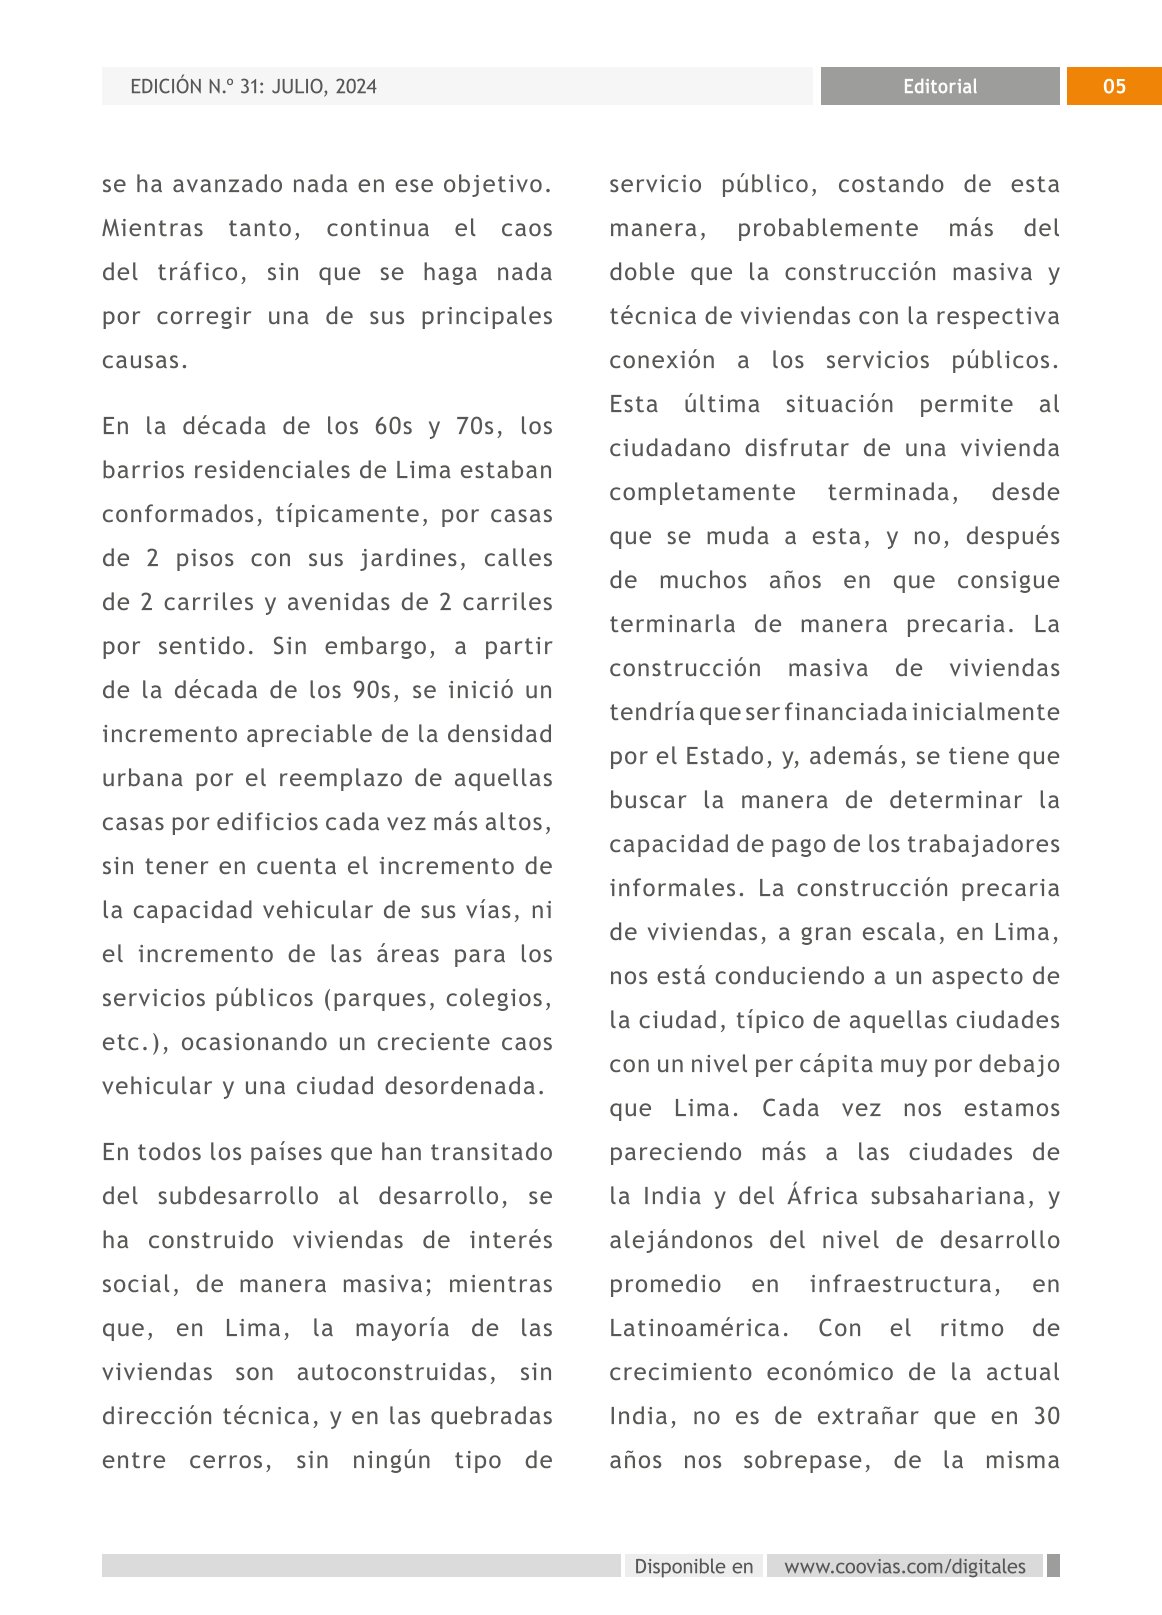 EDICIÓN N.º 31: JULIO, 2024
Editorial
05
se ha avanzado nada en ese objetivo.
Mientras tanto, continua el caos
del tráfico, sin que se haga nada
por corregir una de sus principales
causas.
En la década de los 60s y 70s, los
barrios residenciales de Lima estaban
conformados, típicamente, por casas
de 2 pisos con sus jardines, calles
de 2 carriles y avenidas de 2 carriles
por sentido. Sin embargo, a partir
de la década de los 90s, se inició un
incremento apreciable de la densidad
urbana por el reemplazo de aquellas
casas por edificios cada vez más altos,
sin tener en cuenta el incremento de
la capacidad vehicular de sus vías, ni
el incremento de las áreas para los
servicios públicos (parques, colegios,
etc.), ocasionando un creciente caos
vehicular y una ciudad desordenada.
En todos los países que han transitado
del subdesarrollo al desarrollo, se
ha construido viviendas de interés
social, de manera masiva; mientras
que, en Lima, la mayoría de las
viviendas son autoconstruidas, sin
dirección técnica, y en las quebradas
entre cerros, sin ningún tipo de
servicio público, costando de esta
manera, probablemente más del
doble que la construcción masiva y
técnica de viviendas con la respectiva
conexión a los servicios públicos.
Esta última situación permite al
ciudadano disfrutar de una vivienda
completamente terminada, desde
que se muda a esta, y no, después
de muchos años en que consigue
terminarla de manera precaria. La
construcción masiva de viviendas
tendría que ser financiada inicialmente
por el Estado, y, además, se tiene que
buscar la manera de determinar la
capacidad de pago de los trabajadores
informales. La construcción precaria
de viviendas, a gran escala, en Lima,
nos está conduciendo a un aspecto de
la ciudad, típico de aquellas ciudades
con un nivel per cápita muy por debajo
que Lima. Cada vez nos estamos
pareciendo más a las ciudades de
la India y del África subsahariana, y
alejándonos del nivel de desarrollo
promedio en infraestructura, en
Latinoamérica. Con el ritmo de
crecimiento económico de la actual
India, no es de extrañar que en 30
años nos sobrepase, de la misma
Disponible en
www.coovias.com/digitales